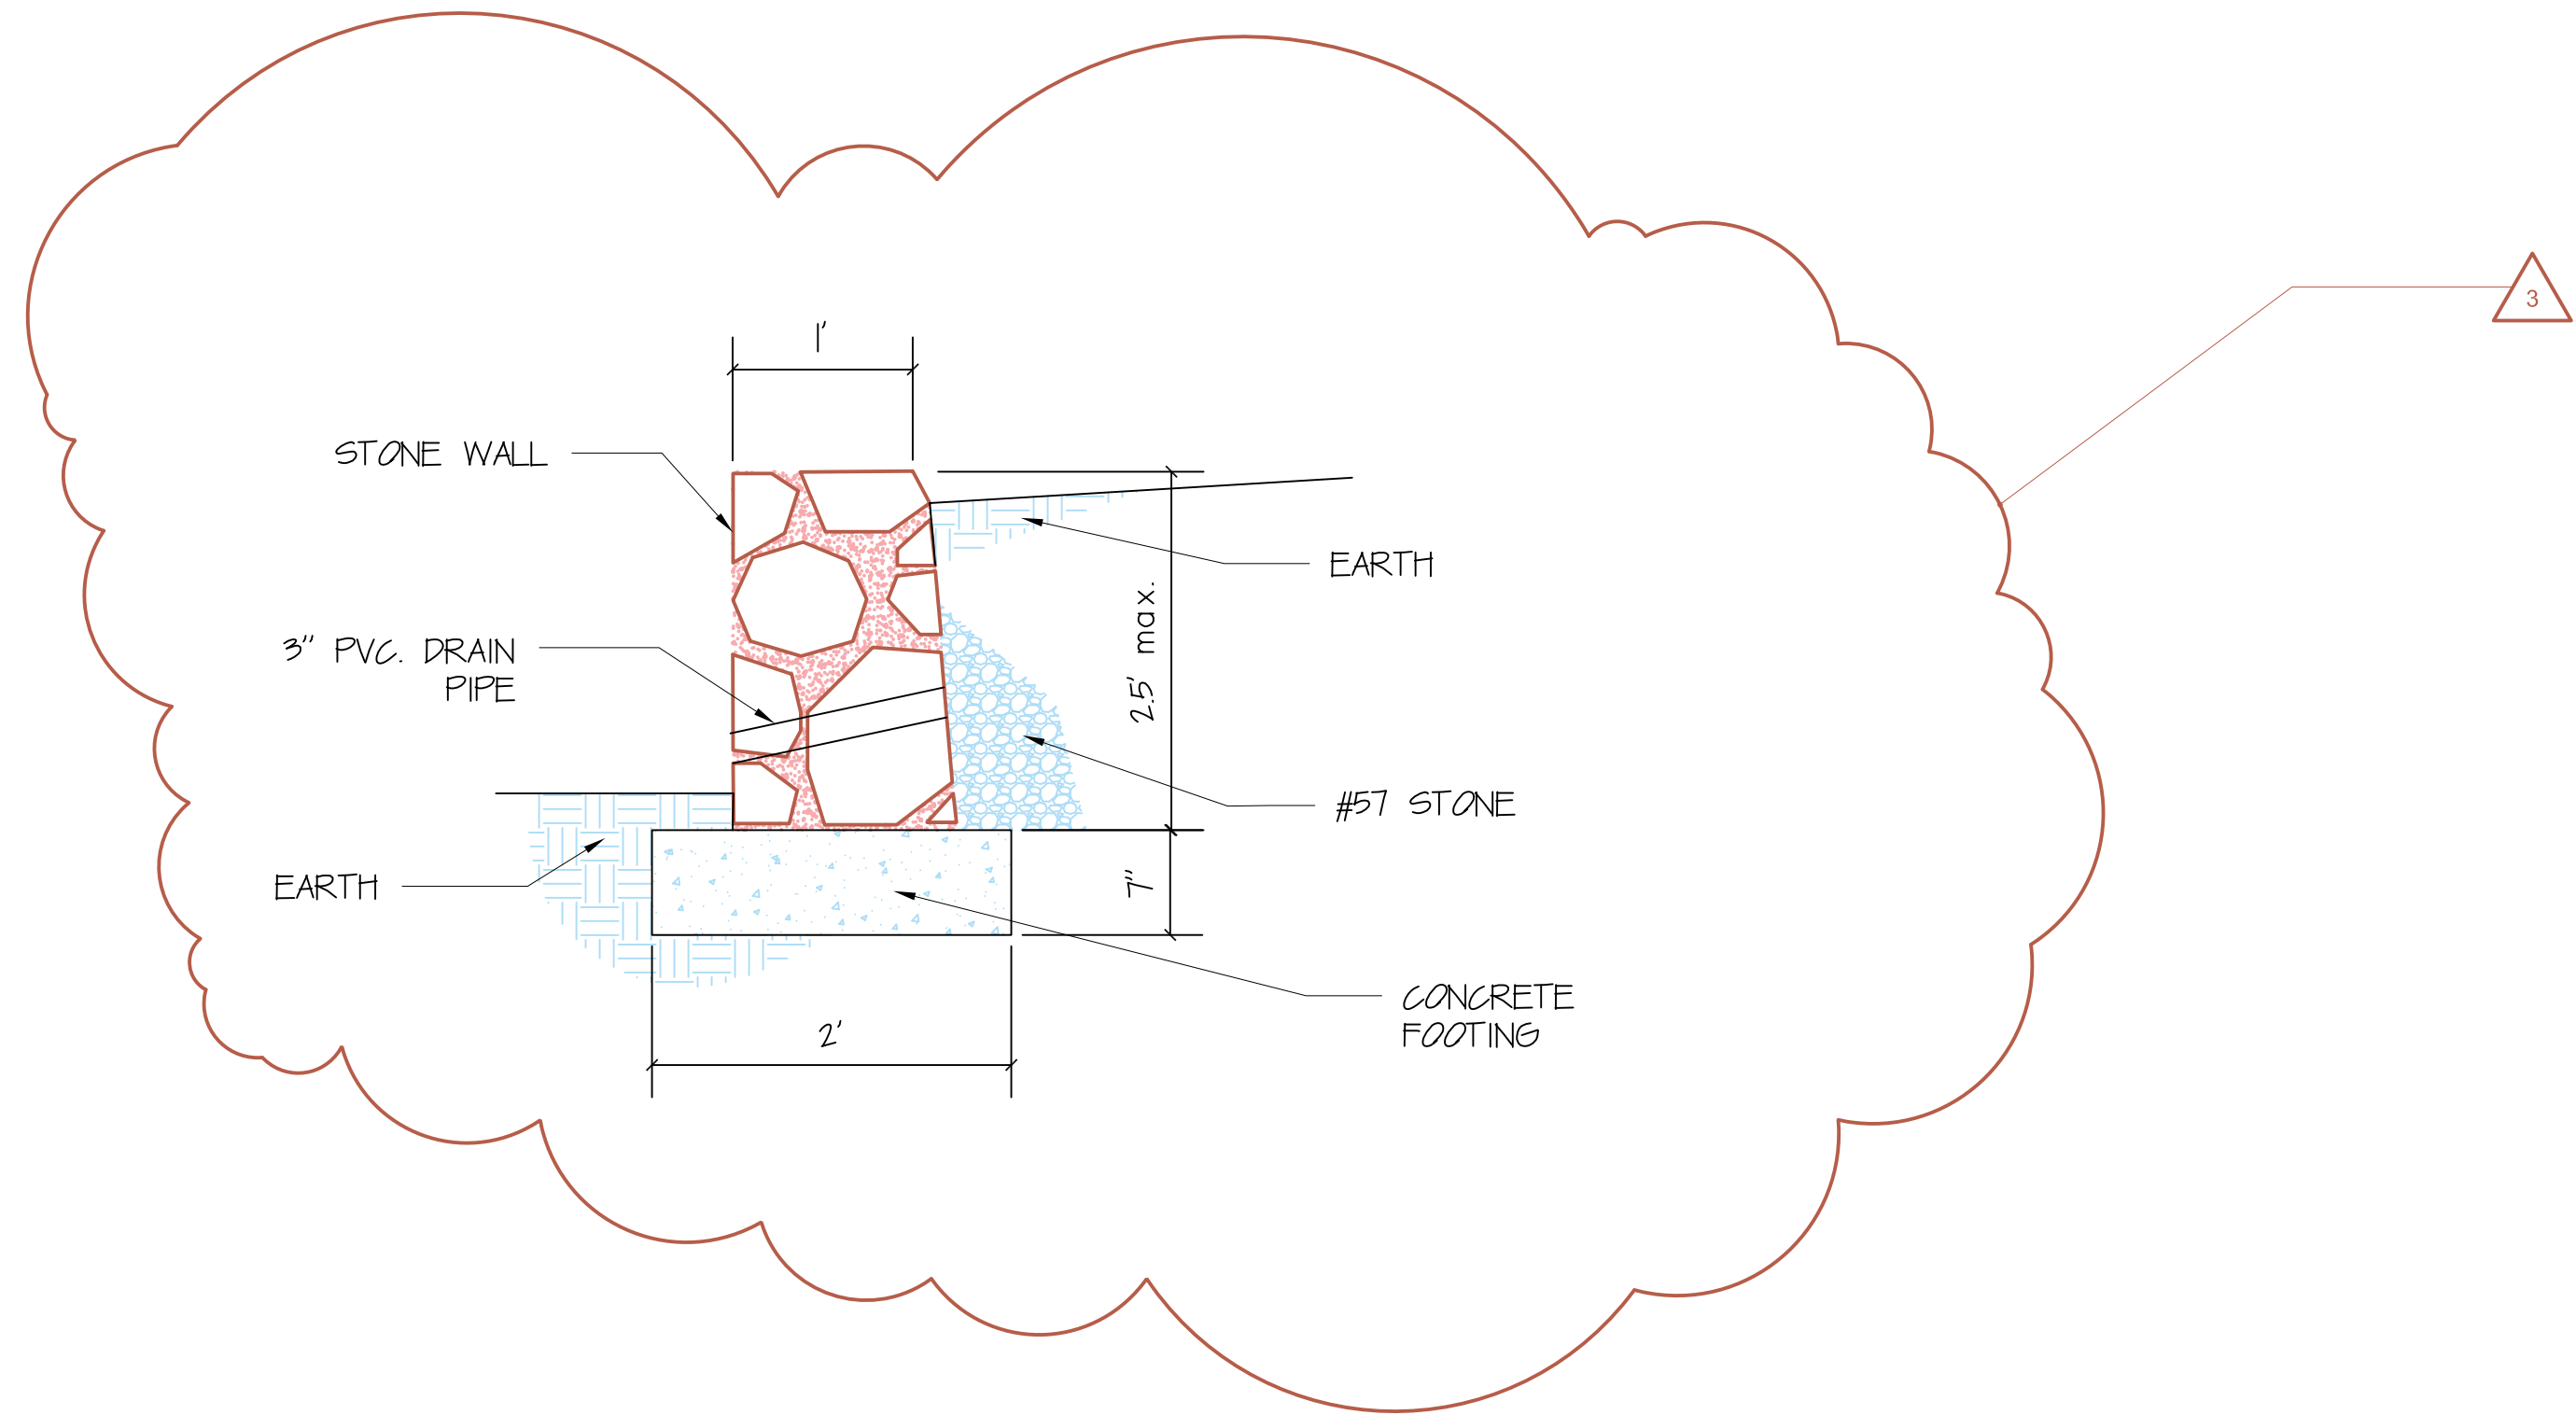 3
1'
STONE WALL
EARTH
2.5' max.
3" PVC. DRAIN
PIPE
#57 STONE
EARTH
7"
CONCRETE
FOOTING
2'